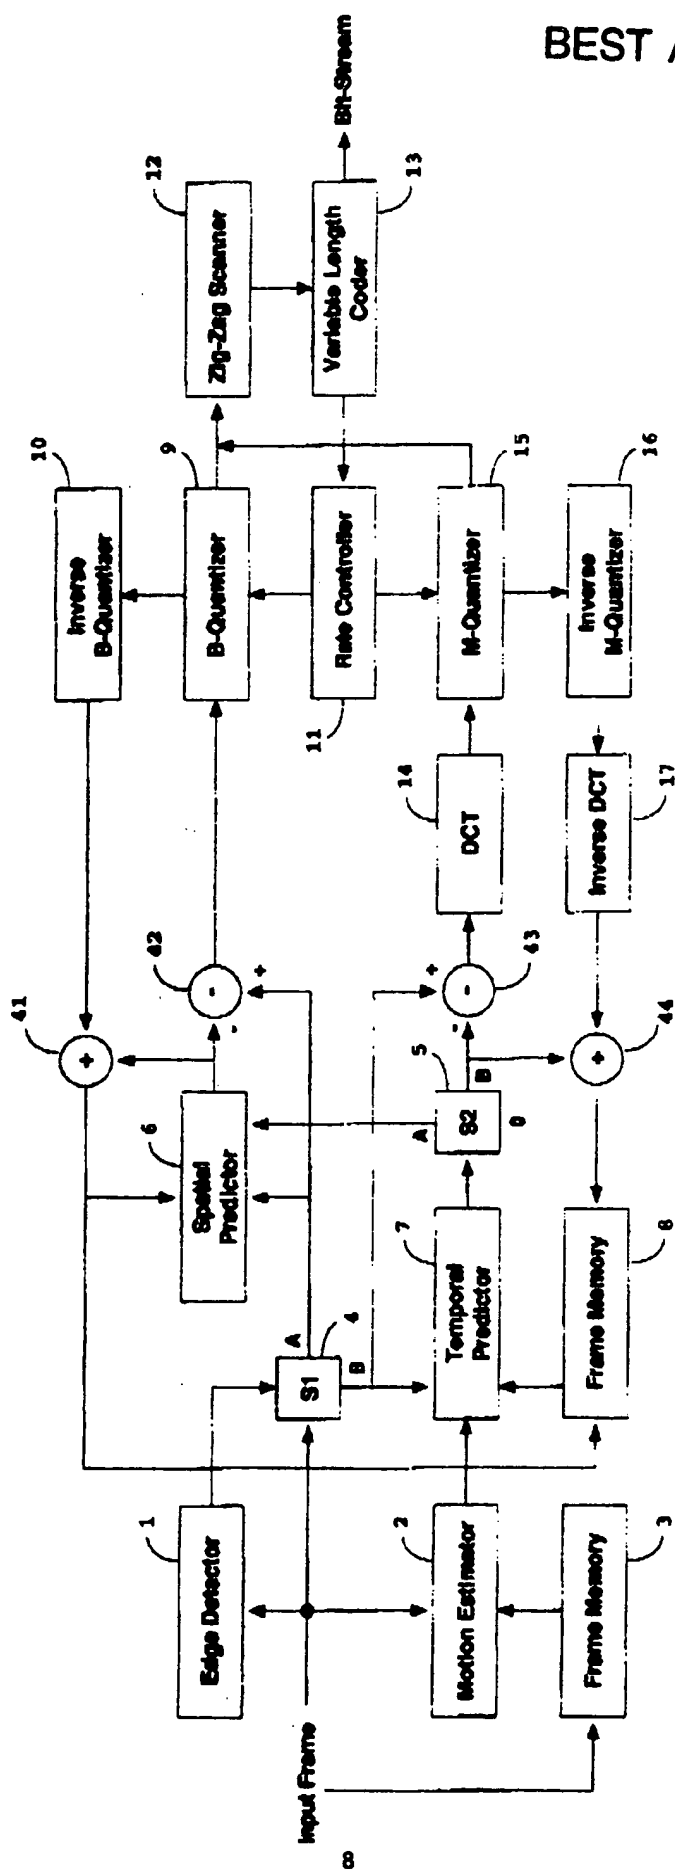 BEST
Input Frame
8
1
Edge Detector
2
Motion Estimator
3
Frame Memory
S1
4
A
B
6
Spatial
Predictor
7
Temporal
Predictor
8
Frame Memory
5
S2
A
B
0
41
+
42
-
-
+
43
-
-
+
44
+
14
DCT
17
Inverse DCT
10
Inverse
B-Quantizer
9
B-Quantizer
11
Rate Controller
15
M-Quantizer
16
Inverse
M-Quantizer
12
Zig-Zag Scanner
13
Variable Length
Coder
Bit-Stream